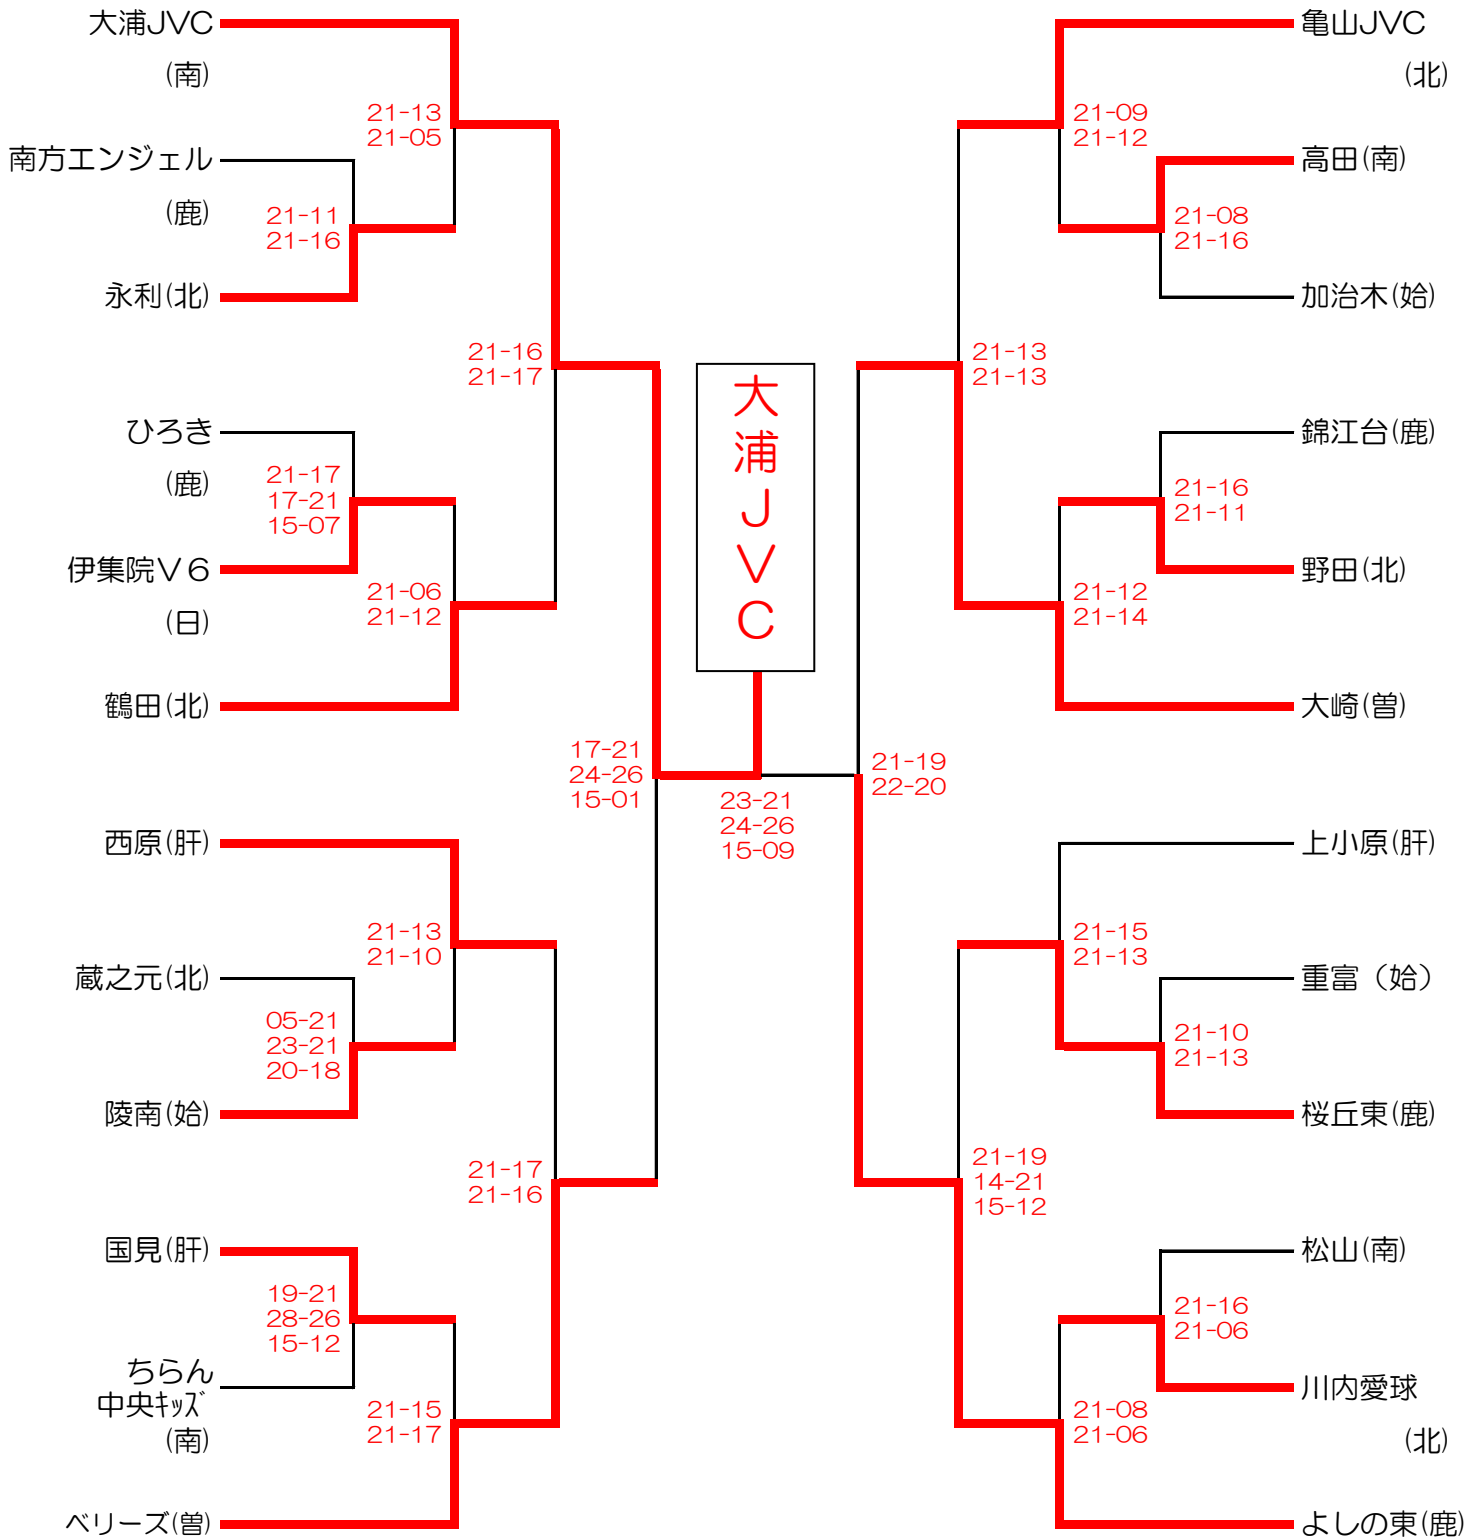 大浦JVC
(南)
21-13
21-05
南方エンジェル
(鹿)
21-11
21-16
永利(北)
21-16
21-17
ひろき
(鹿)
21-17
17-21
15-07
伊集院V6
(日)
21-06
21-12
鶴田(北)
17-21
24-26
15-01
西原(肝)
21-13
21-10
蔵之元(北)
05-21
23-21
20-18
陵南(姶)
21-17
21-16
国見(肝)
19-21
28-26
15-12
ちらん
中央ｷｯｽﾞ
(南)
21-15
21-17
ベリーズ(曽)
大
浦
J
V
C
23-21
24-26
15-09
亀山JVC
(北)
21-09
21-12
高田(南)
21-08
21-16
加治木(姶)
21-13
21-13
錦江台(鹿)
21-16
21-11
野田(北)
21-12
21-14
大崎(曽)
21-19
22-20
上小原(肝)
21-15
21-13
重富（姶）
21-10
21-13
桜丘東(鹿)
21-19
14-21
15-12
松山(南)
21-16
21-06
川内愛球
(北)
21-08
21-06
よしの東(鹿)